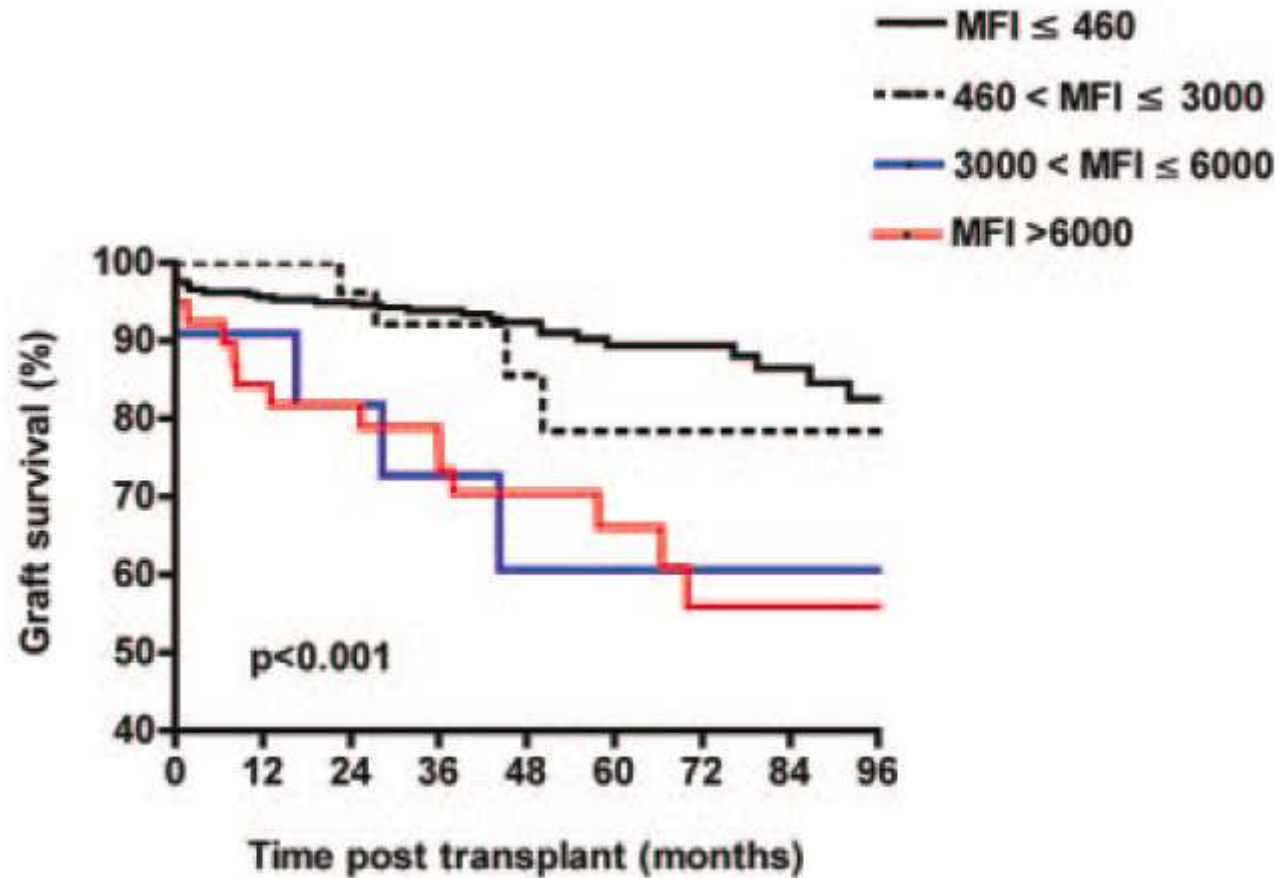 MFI ≤ 460
460 < MFI ≤ 3000
3000 < MFI ≤ 6000
MFI >6000
100
90
80
70
60
50
40
Graft survival (%)
p<0.001
0 12 24 36 48 60 72 84 96
Time post transplant (months)